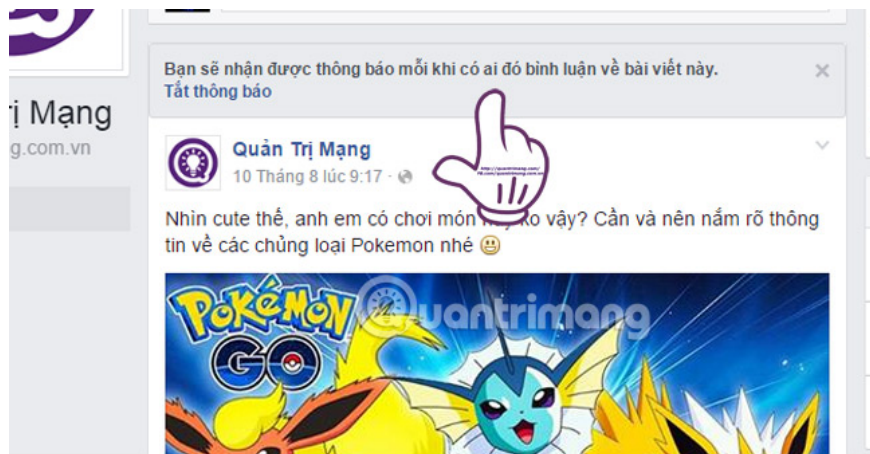 Bạn sẽ nhận được thông báo mỗi khi có ai đó bình luận về bài viết này.
Tắt thông báo
ị Mạng
g.com.vn
Quản Trị Mạng
10 Tháng 8 lúc 9:17 ·
Nhìn cute thế, anh em có chơi món ko vậy? Cần và nên nắm rõ thông
tin về các chủng loại Pokemon nhé
POKÉMON
GO
Quantrimang